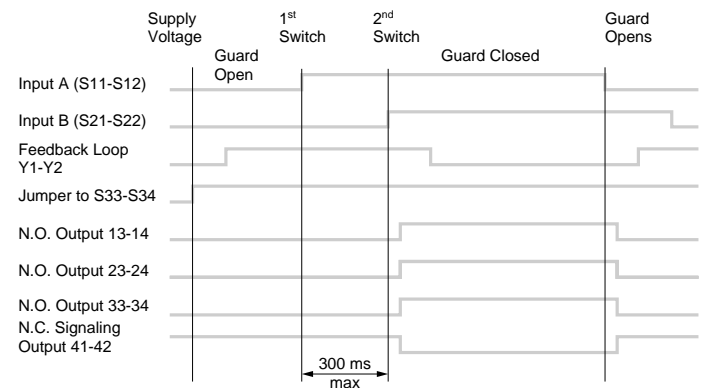 Supply
Voltage
1st
Switch
2nd
Switch
Guard
Opens
Guard
Open
Guard Closed
Input A (S11-S12)
Input B (S21-S22)
Feedback Loop
Y1-Y2
Jumper to S33-S34
N.O. Output 13-14
N.O. Output 23-24
N.O. Output 33-34
N.C. Signaling
Output 41-42
300 ms
max